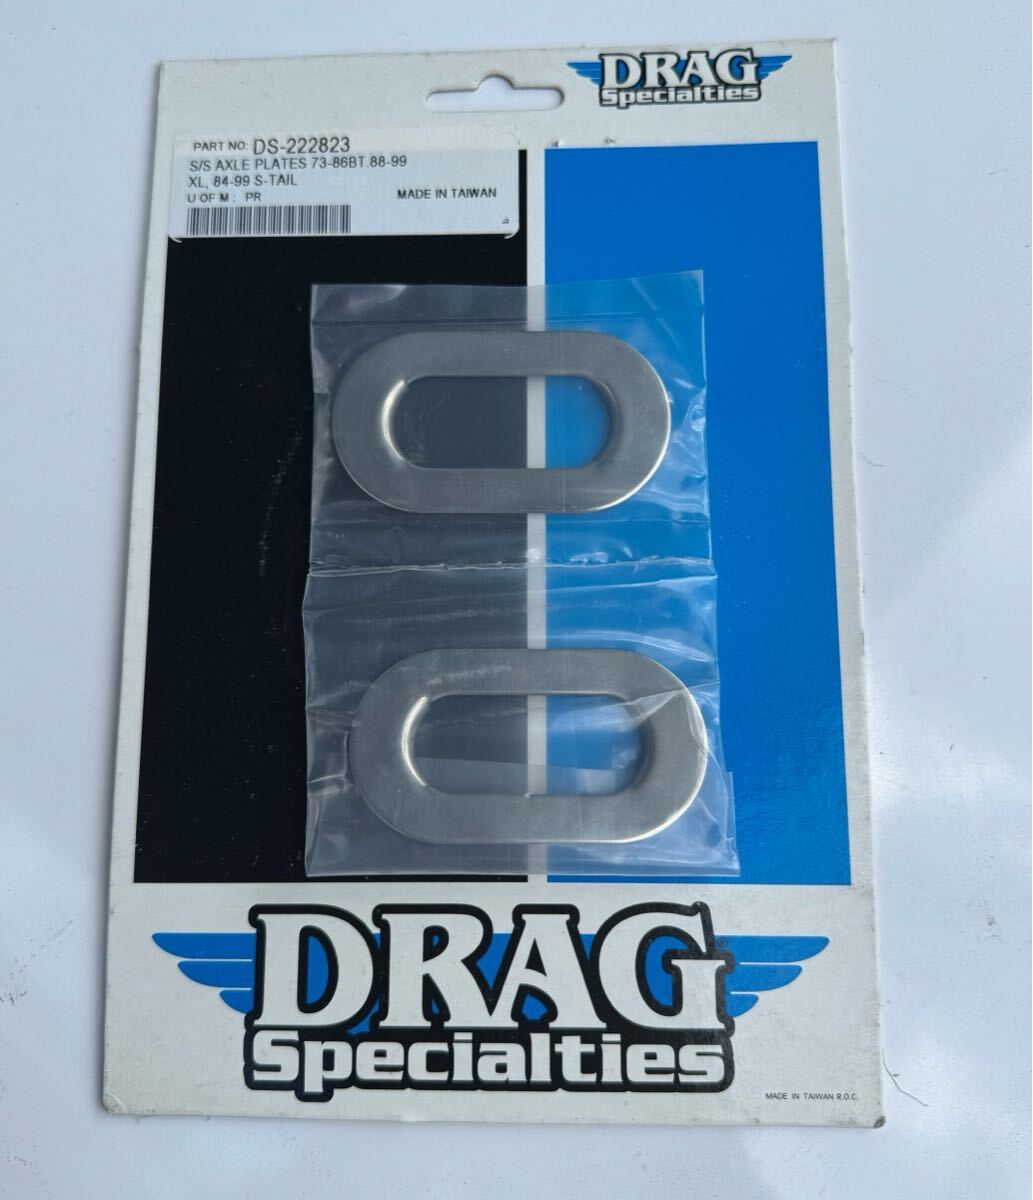 DRAG
Specialties
PART NO: DS-222823
S/S AXLE PLATES 73-86BT.88-99
XL, 84-99 S-TAIL
U OF M : PR MADE IN TAIWAN
DRAG®
Specialties
MADE IN TAIWAN R.O.C.